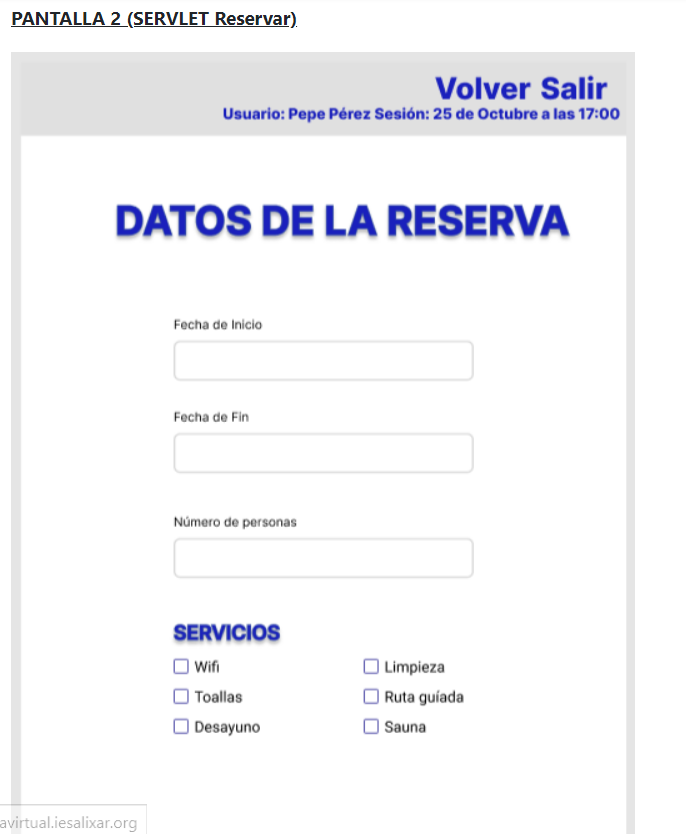 PANTALLA 2 (SERVLET Reservar)
Volver Salir
Usuario: Pepe Pérez Sesión: 25 de Octubre a las 17:00
DATOS DE LA RESERVA
Fecha de Inicio
Fecha de Fin
Número de personas
SERVICIOS
Wifi
Limpieza
Toallas
Ruta guíada
Desayuno
Sauna
avirtual.iesalixar.org